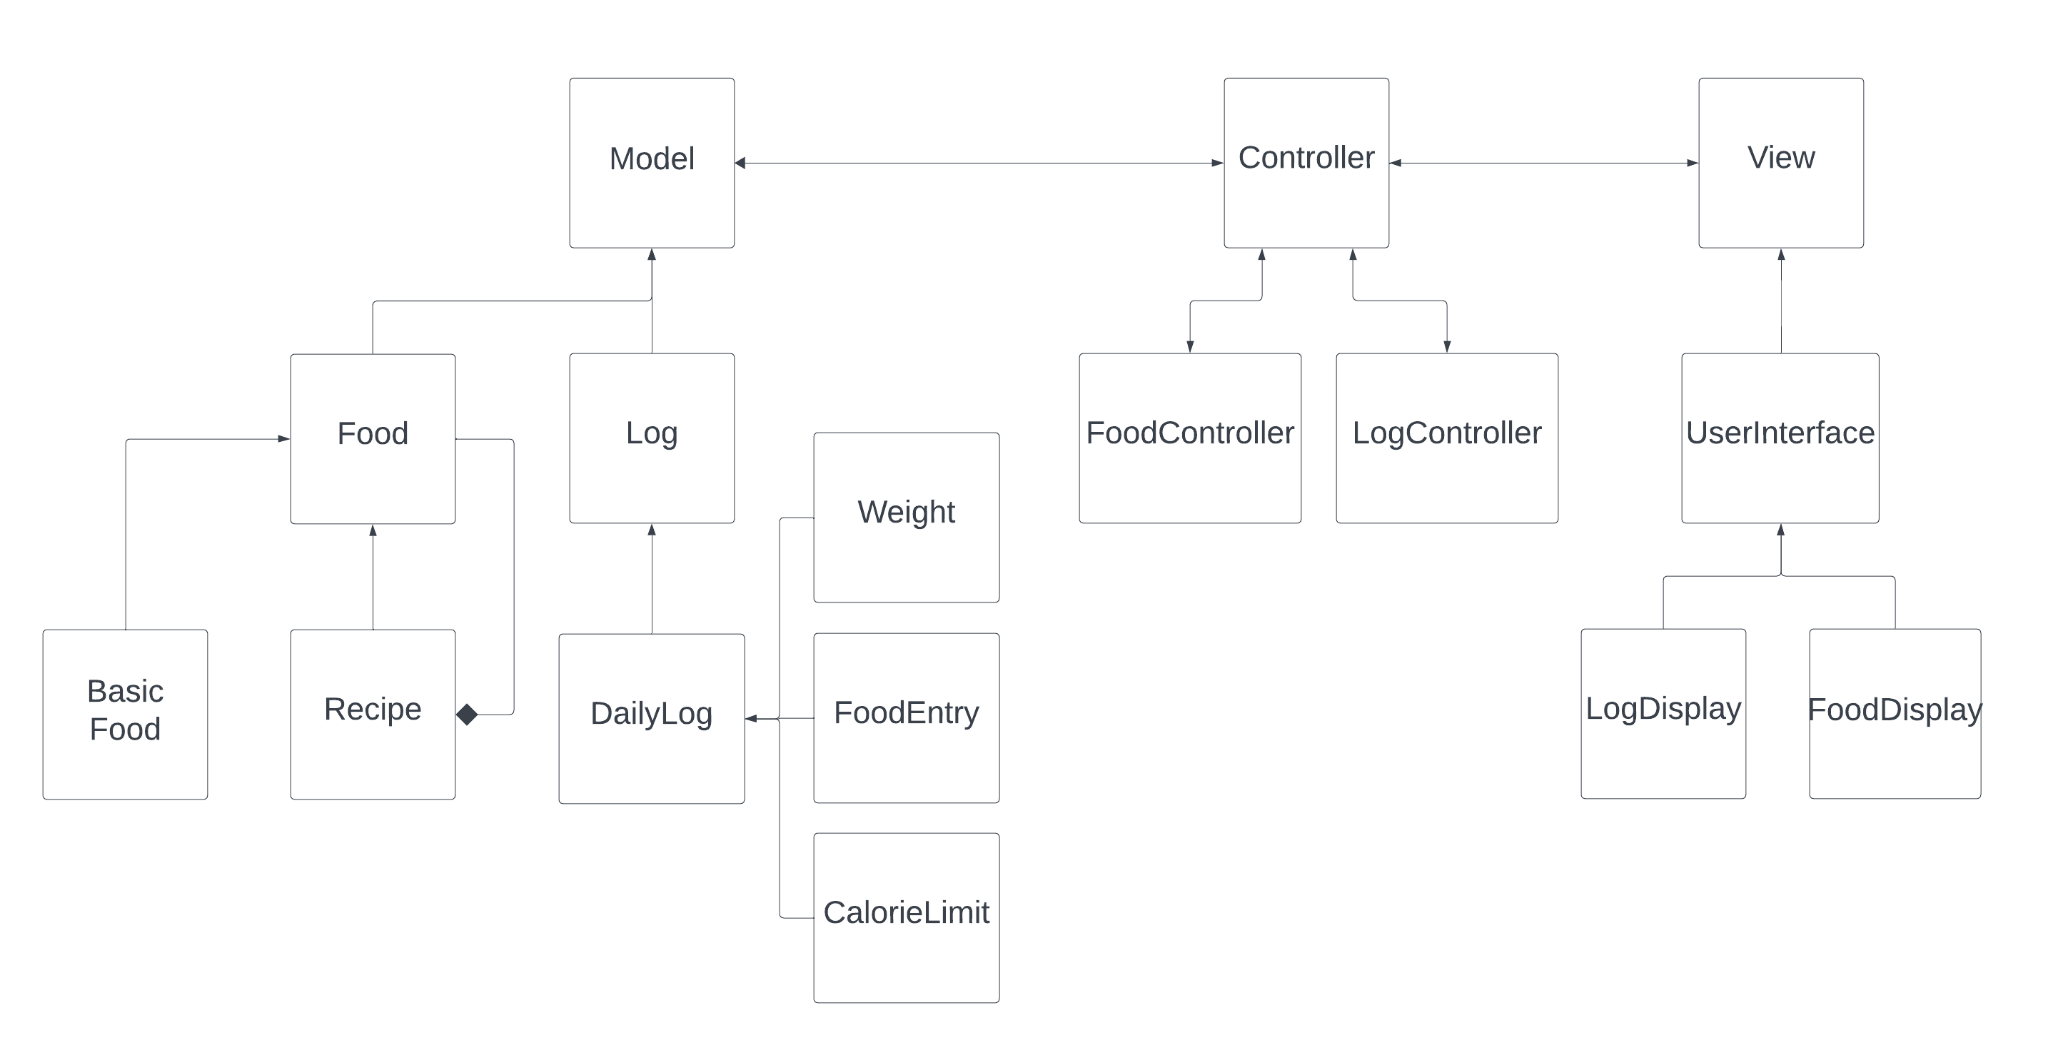 Model
Controller
View
Food
Log
FoodController
LogController
UserInterface
Weight
Basic
Food
Recipe
DailyLog
FoodEntry
LogDisplay
FoodDisplay
CalorieLimit